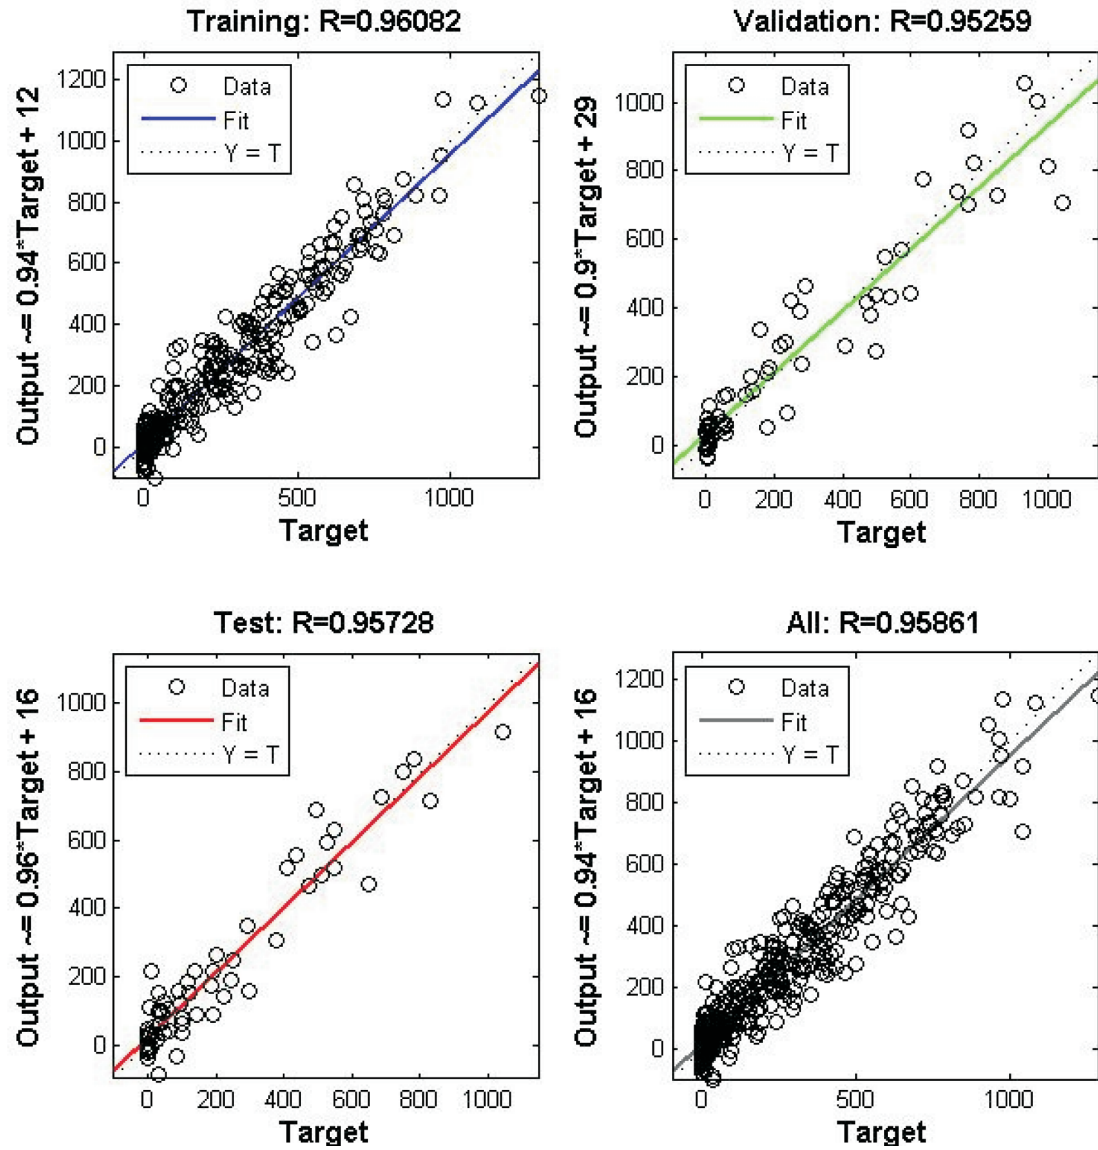 Training: R=0.96082
Output ~= 0.94*Target + 12
1200
1000
800
600
400
200
0
Data
Fit
Y = T
0
500
1000
Target
Validation: R=0.95259
Output ~= 0.9*Target + 29
1000
800
600
400
200
0
Data
Fit
Y = T
0
200
400
600
800
1000
Target
Test: R=0.95728
Output ~= 0.96*Target + 16
1000
800
600
400
200
0
Data
Fit
Y = T
0
200
400
600
800
1000
Target
All: R=0.95861
Output ~= 0.94*Target + 16
1200
1000
800
600
400
200
0
Data
Fit
Y = T
0
500
1000
Target